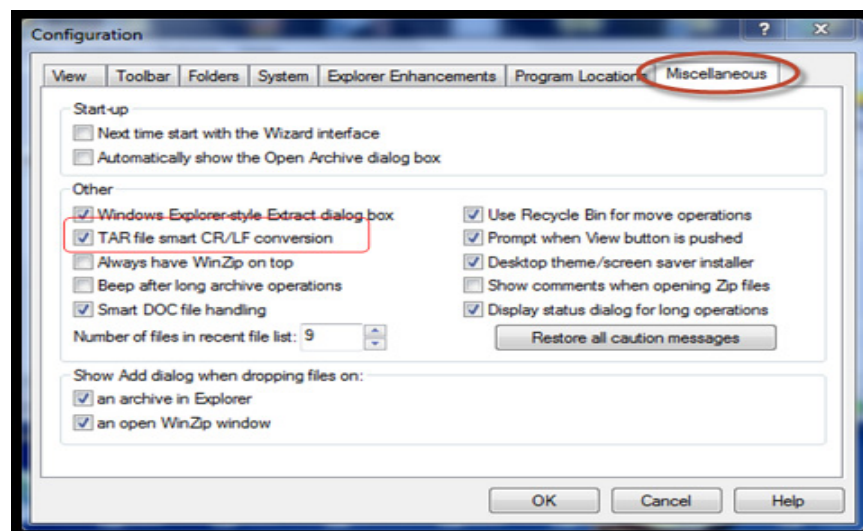 Configuration
View Toolbar Folders System Explorer Enhancements Program Locations Miscellaneous
Start-up
Next time start with the Wizard interface
Automatically show the Open Archive dialog box
Other
Windows Explorer-style Extract dialog box
TAR file smart CR/LF conversion
Always have WinZip on top
Beep after long archive operations
Smart DOC file handling
Number of files in recent file list: 9
Use Recycle Bin for move operations
Prompt when View button is pushed
Desktop theme/screen saver installer
Show comments when opening Zip files
Display status dialog for long operations
Restore all caution messages
Show Add dialog when dropping files on:
an archive in Explorer
an open WinZip window
OK Cancel Help